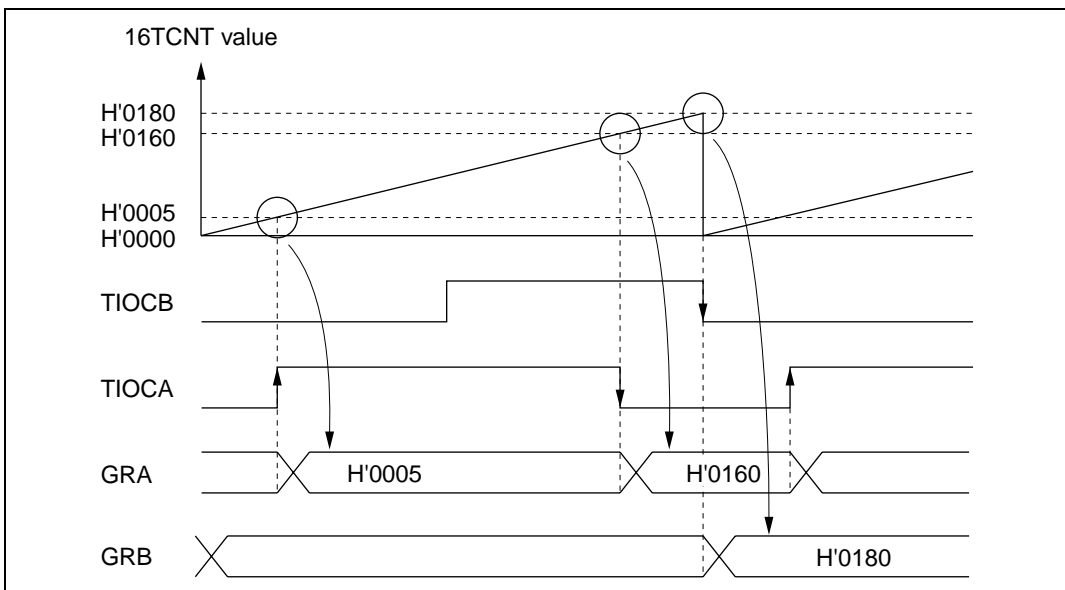 16TCNT value
H'0180
H'0160
H'0005
H'0000
TIOCB
TIOCA
GRA H'0005 H'0160
GRB H'0180